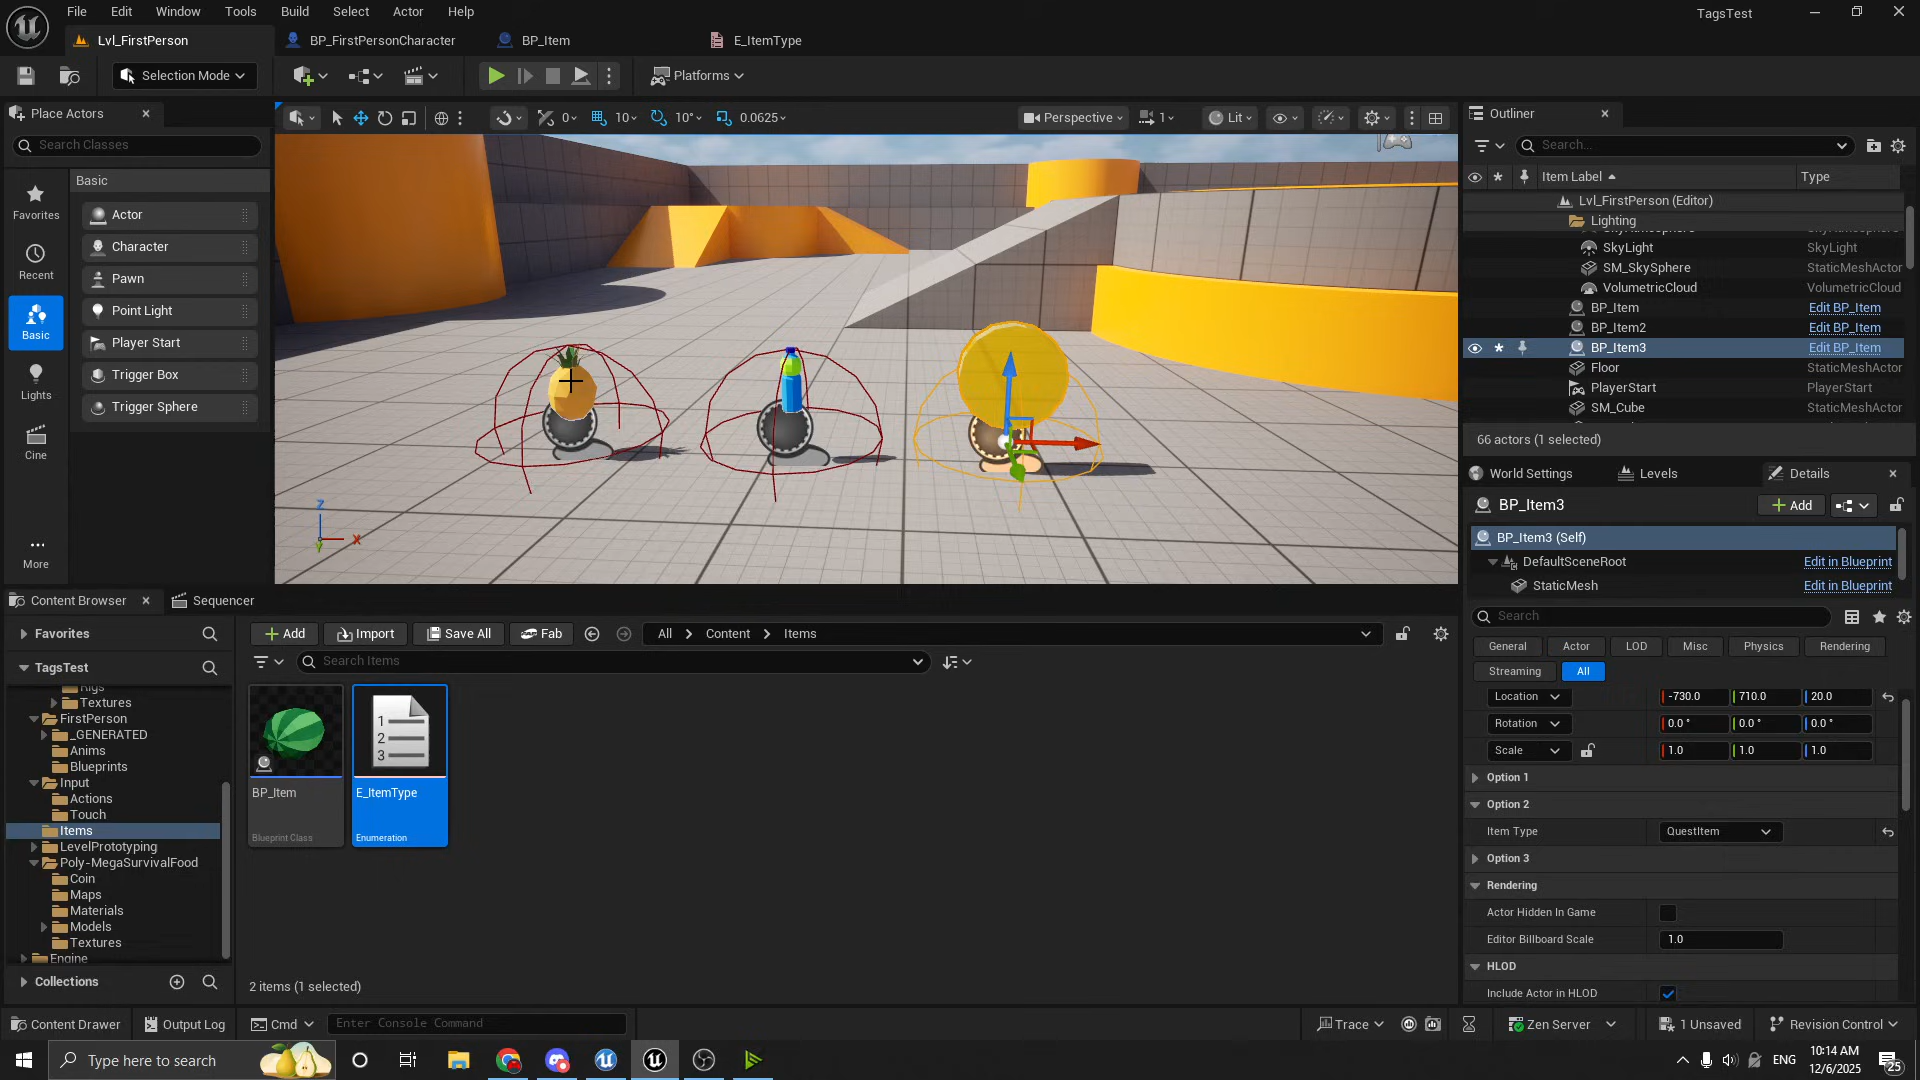 File Edit Window Tools Build Select Actor Help
TagsTest
Lvl_FirstPerson
BP_FirstPersonCharacter
BP_Item
E_ItemType
Selection Mode
Platforms
Place Actors
Search Classes
Basic
Favorites
Recent
Basic
Lights
Cine
More
Actor
Character
Pawn
Point Light
Player Start
Trigger Box
Trigger Sphere
0
10
10°
0.0625
Perspective
1
Lit
Z
X
Y
Outliner
Search...
Item Label
Type
Lvl_FirstPerson (Editor)
Lighting
SkyLight SkyLight
SM_SkySphere StaticMeshActor
VolumetricCloud VolumetricCloud
BP_Item Edit BP_Item
BP_Item2 Edit BP_Item
BP_Item3 Edit BP_Item
Floor StaticMeshActor
PlayerStart PlayerStart
SM_Cube StaticMeshActor
66 actors (1 selected)
World Settings
Levels
Details
BP_Item3
Add
BP_Item3 (Self)
DefaultSceneRoot Edit in Blueprint
StaticMesh Edit in Blueprint
Search
General Actor LOD Misc Physics Rendering
Streaming All
Location -730.0 710.0 20.0
Rotation 0.0 ° 0.0 ° 0.0 °
Scale 1.0 1.0 1.0
Option 1
Option 2
Item Type QuestItem
Option 3
Rendering
Actor Hidden In Game
Editor Billboard Scale 1.0
HLOD
Include Actor in HLOD
Content Browser
Sequencer
Favorites
TagsTest
Rigs
Textures
FirstPerson
_GENERATED
Anims
Blueprints
Input
Actions
Touch
Items
LevelPrototyping
Poly-MegaSurvivalFood
Coin
Maps
Materials
Models
Textures
Engine
Collections
Add
Import
Save All
Fab
All
Content
Items
Search Items
BP_Item
Blueprint Class
1
2
3
E_ItemType
Enumeration
2 items (1 selected)
Content Drawer
Output Log
Cmd
Enter Console Command
Trace
Zen Server
1 Unsaved
Revision Control
Type here to search
ENG
10:14 AM
12/6/2025
25